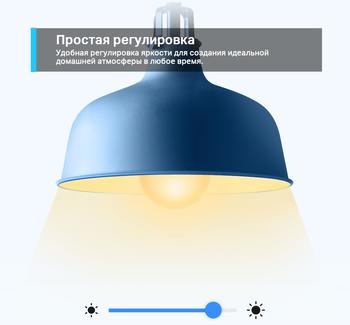 Простая регулировка
Удобная регулировка яркости для создания идеальной
домашней атмосферы в любое время.